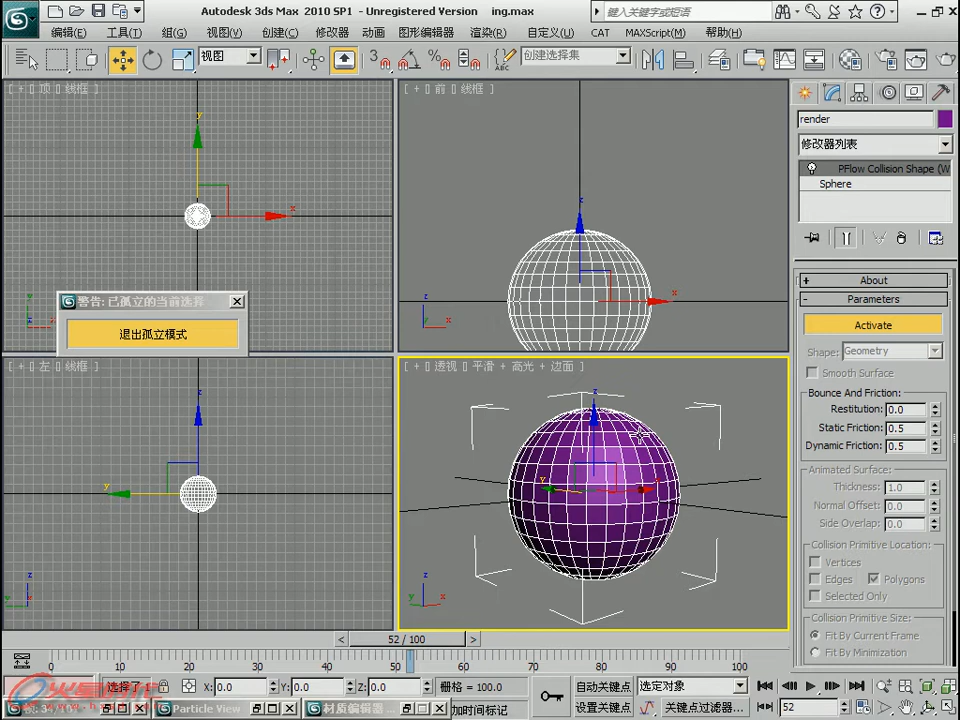 Autodesk 3ds Max 2010 SP1 - Unregistered Version ing.max
键入关键字或短语
编辑(E) 工具(T) 组(G) 视图(V) 创建(C) 修改器 动画 图形编辑器 渲染(R) 自定义(U) CAT MAXScript(M) 帮助(H)
视图 3 % ABC 创建选择集
[ + [] 顶 [] 线框 ]
[ + [] 前 [] 线框 ]
render
修改器列表
PFlow Collision Shape (W
Sphere
y
x
z
x
z
x
+ About
- Parameters
Activate
Shape: Geometry
Smooth Surface
Bounce And Friction:
Restitution: 0.0
Static Friction: 0.5
Dynamic Friction: 0.5
Animated Surface:
Thickness: 1.0
Normal Offset: 0.0
Side Overlap: 0.0
Collision Primitive Location:
Vertices
Edges Polygons
Selected Only
Collision Primitive Size:
Fit By Current Frame
Fit By Minimization
警告: 已孤立的当前选择
退出孤立模式
[ + [] 左 [] 线框 ]
[ + [] 透视 [] 平滑 + 高光 + 边面 ]
z
y
z
y
z
y
z
x
y
< 52 / 100 >
0 10 20 30 40 50 60 70 80 90 100
选择了 1 X: 0.0 Y: 0.0 Z: 0.0 栅格 = 100.0 自动关键点 选定对象
Particle View 材质编辑器 加时间标记 设置关键点 关键点过滤器... 52